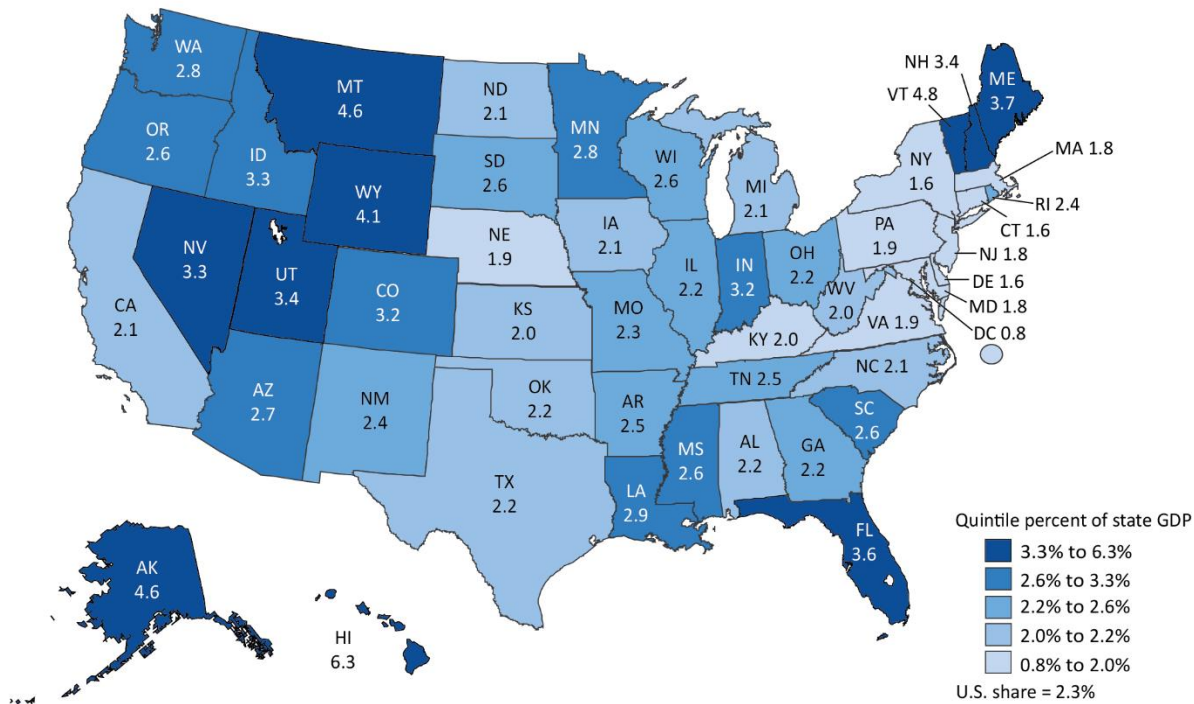 WA
2.8
MT
4.6
ND
2.1
MN
2.8
NH 3.4
ME
3.7
VT 4.8
OR
2.6
ID
3.3
SD
2.6
WI
2.6
MI
2.1
NY
1.6
MA 1.8
RI 2.4
CT 1.6
WY
4.1
IA
2.1
NE
1.9
PA
1.9
NJ 1.8
DE 1.6
MD 1.8
DC 0.8
NV
3.3
UT
3.4
CO
3.2
CA
2.1
KS
2.0
MO
2.3
IL
2.2
IN
3.2
OH
2.2
WV
2.0
VA 1.9
KY 2.0
NC 2.1
TN 2.5
AZ
2.7
NM
2.4
OK
2.2
AR
2.5
SC
2.6
MS
2.6
AL
2.2
GA
2.2
TX
2.2
LA
2.9
FL
3.6
AK
4.6
HI
6.3
Quintile percent of state GDP
3.3% to 6.3%
2.6% to 3.3%
2.2% to 2.6%
2.0% to 2.2%
0.8% to 2.0%
U.S. share = 2.3%